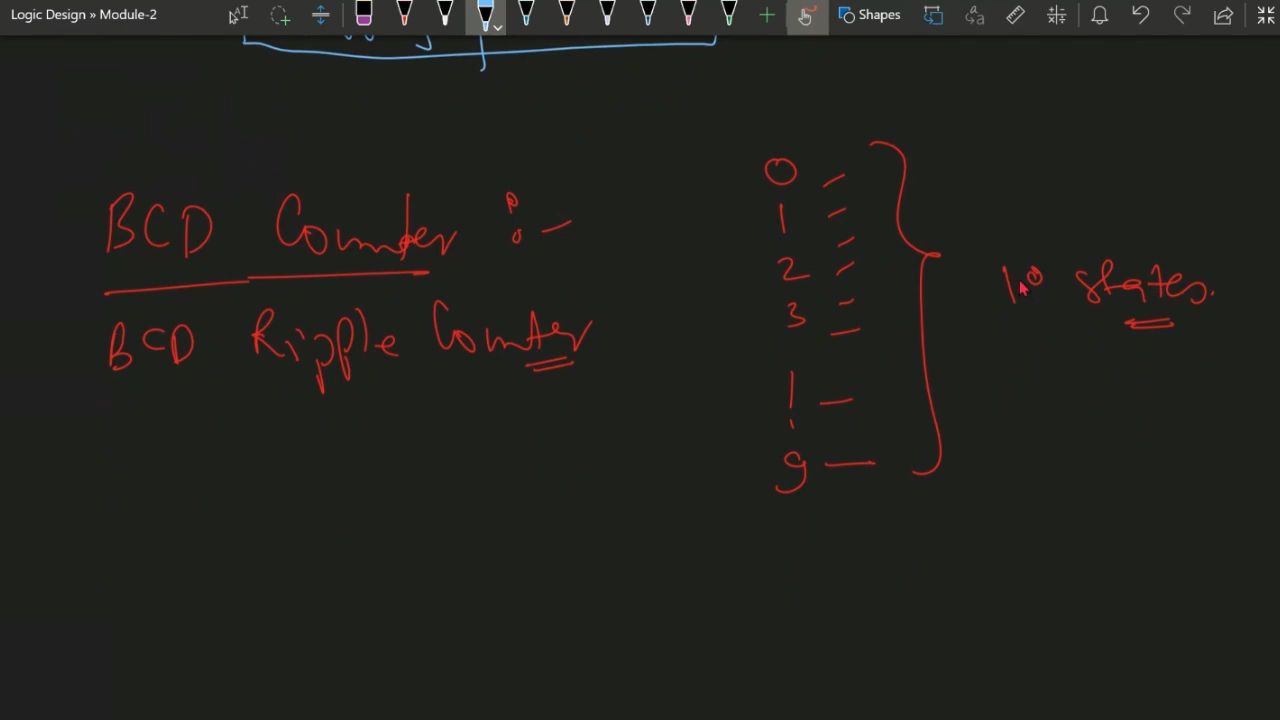 Logic Design » Module-2
Shapes
BCD Counter :-
BCD Ripple Counter
0 -
1 -
2 -
3 -
9 -
10 states.